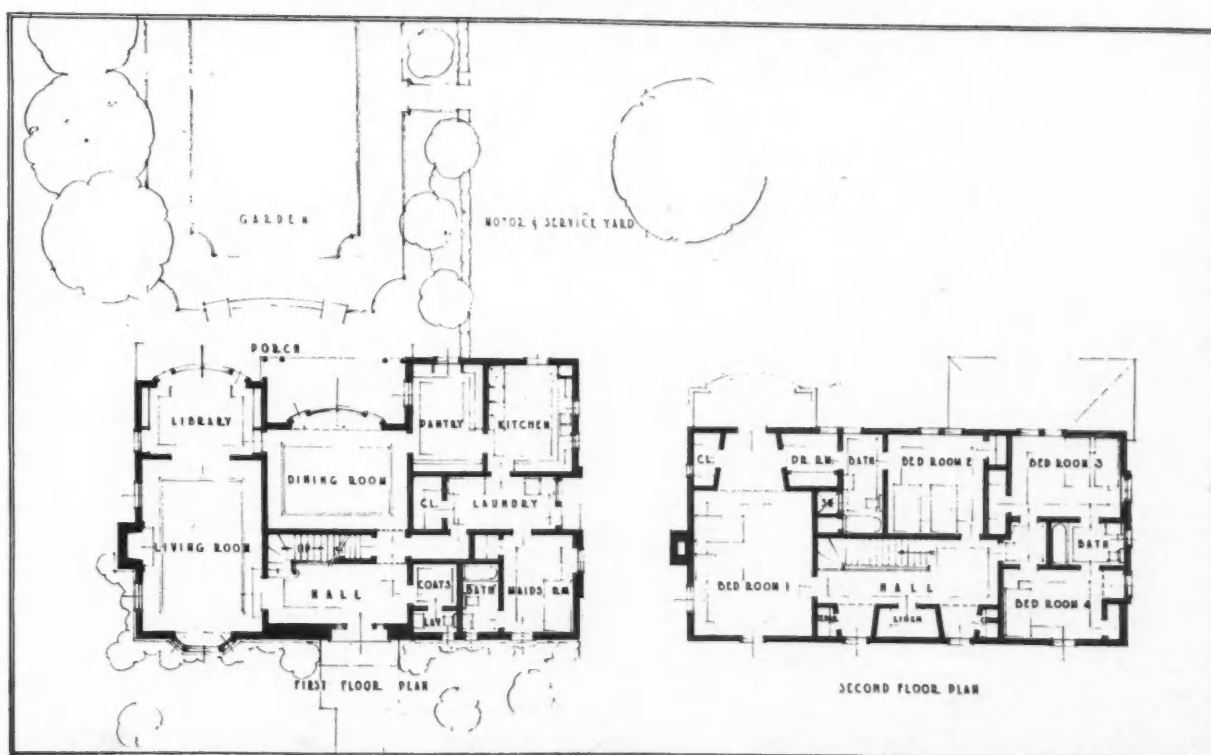 GARDEN
MOTOR & SERVICE YARD
PORCH
LIBRARY
PANTRY
KITCHEN
DINING ROOM
CL.
LAUNDRY
LIVING ROOM
UP
HALL
COATS
LAV.
BATH
MAIDS RM.
FIRST FLOOR PLAN
CL.
DR. RM.
BATH
BED ROOM 2
BED ROOM 3
BED ROOM 1
HALL
BATH
BED ROOM 4
LINEN
SECOND FLOOR PLAN